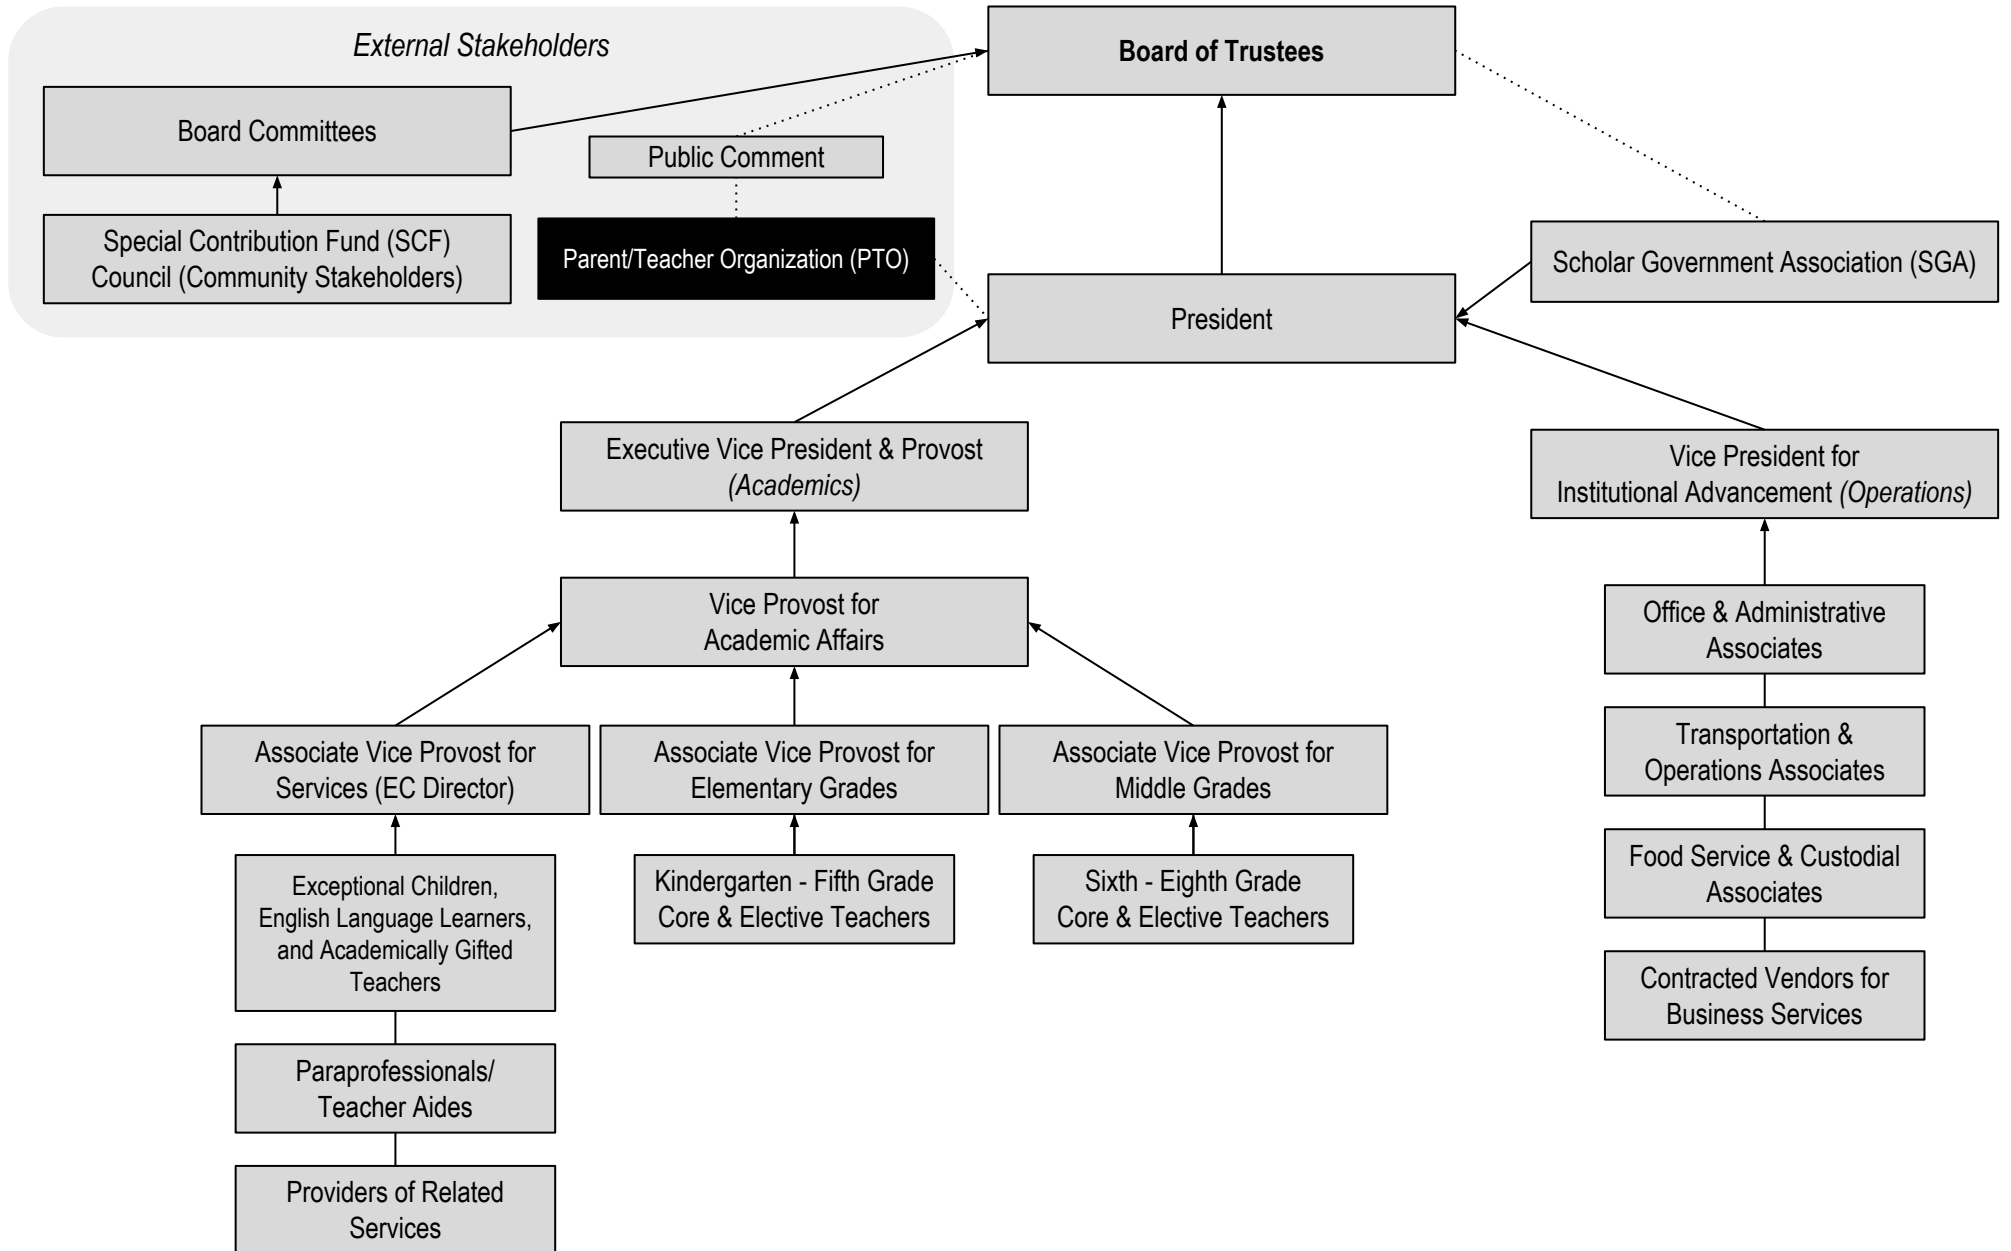 External Stakeholders
Board of Trustees
Board Committees
Public Comment
Special Contribution Fund (SCF)
Council (Community Stakeholders)
Parent/Teacher Organization (PTO)
Scholar Government Association (SGA)
President
Executive Vice President & Provost
(Academics)
Vice President for
Institutional Advancement (Operations)
Vice Provost for
Academic Affairs
Office & Administrative
Associates
Associate Vice Provost for
Services (EC Director)
Associate Vice Provost for
Elementary Grades
Associate Vice Provost for
Middle Grades
Transportation &
Operations Associates
Exceptional Children,
English Language Learners,
and Academically Gifted
Teachers
Kindergarten - Fifth Grade
Core & Elective Teachers
Sixth - Eighth Grade
Core & Elective Teachers
Food Service & Custodial
Associates
Contracted Vendors for
Business Services
Paraprofessionals/
Teacher Aides
Providers of Related
Services